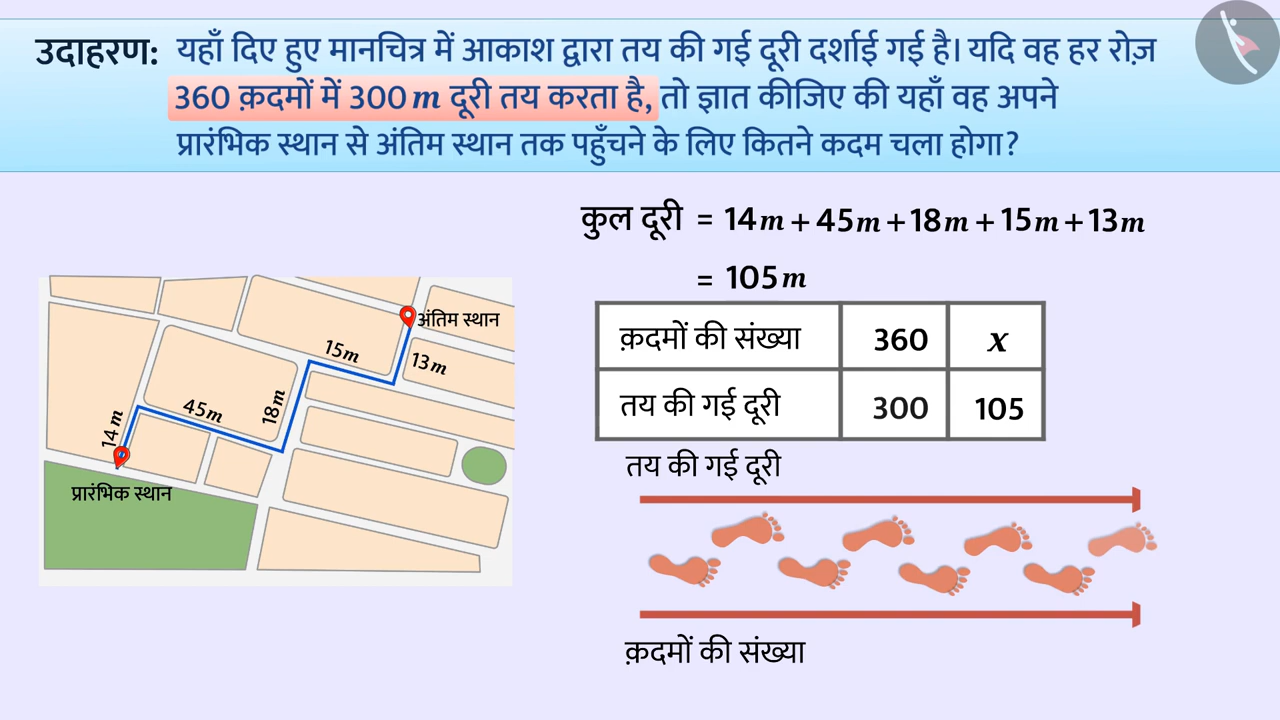 उदाहरण: यहाँ दिए हुए मानचित्र में आकाश द्वारा तय की गई दूरी दर्शाई गई है। यदि वह हर रोज़
360 क़दमों में 300 m दूरी तय करता है, तो ज्ञात कीजिए की यहाँ वह अपने
प्रारंभिक स्थान से अंतिम स्थान तक पहुँचने के लिए कितने कदम चला होगा?
कुल दूरी = 14m + 45m + 18m + 15m + 13m
= 105 m
क़दमों की संख्या 360 x
तय की गई दूरी 300 105
तय की गई दूरी
क़दमों की संख्या
अंतिम स्थान
15m
13m
18m
45m
14 m
प्रारंभिक स्थान